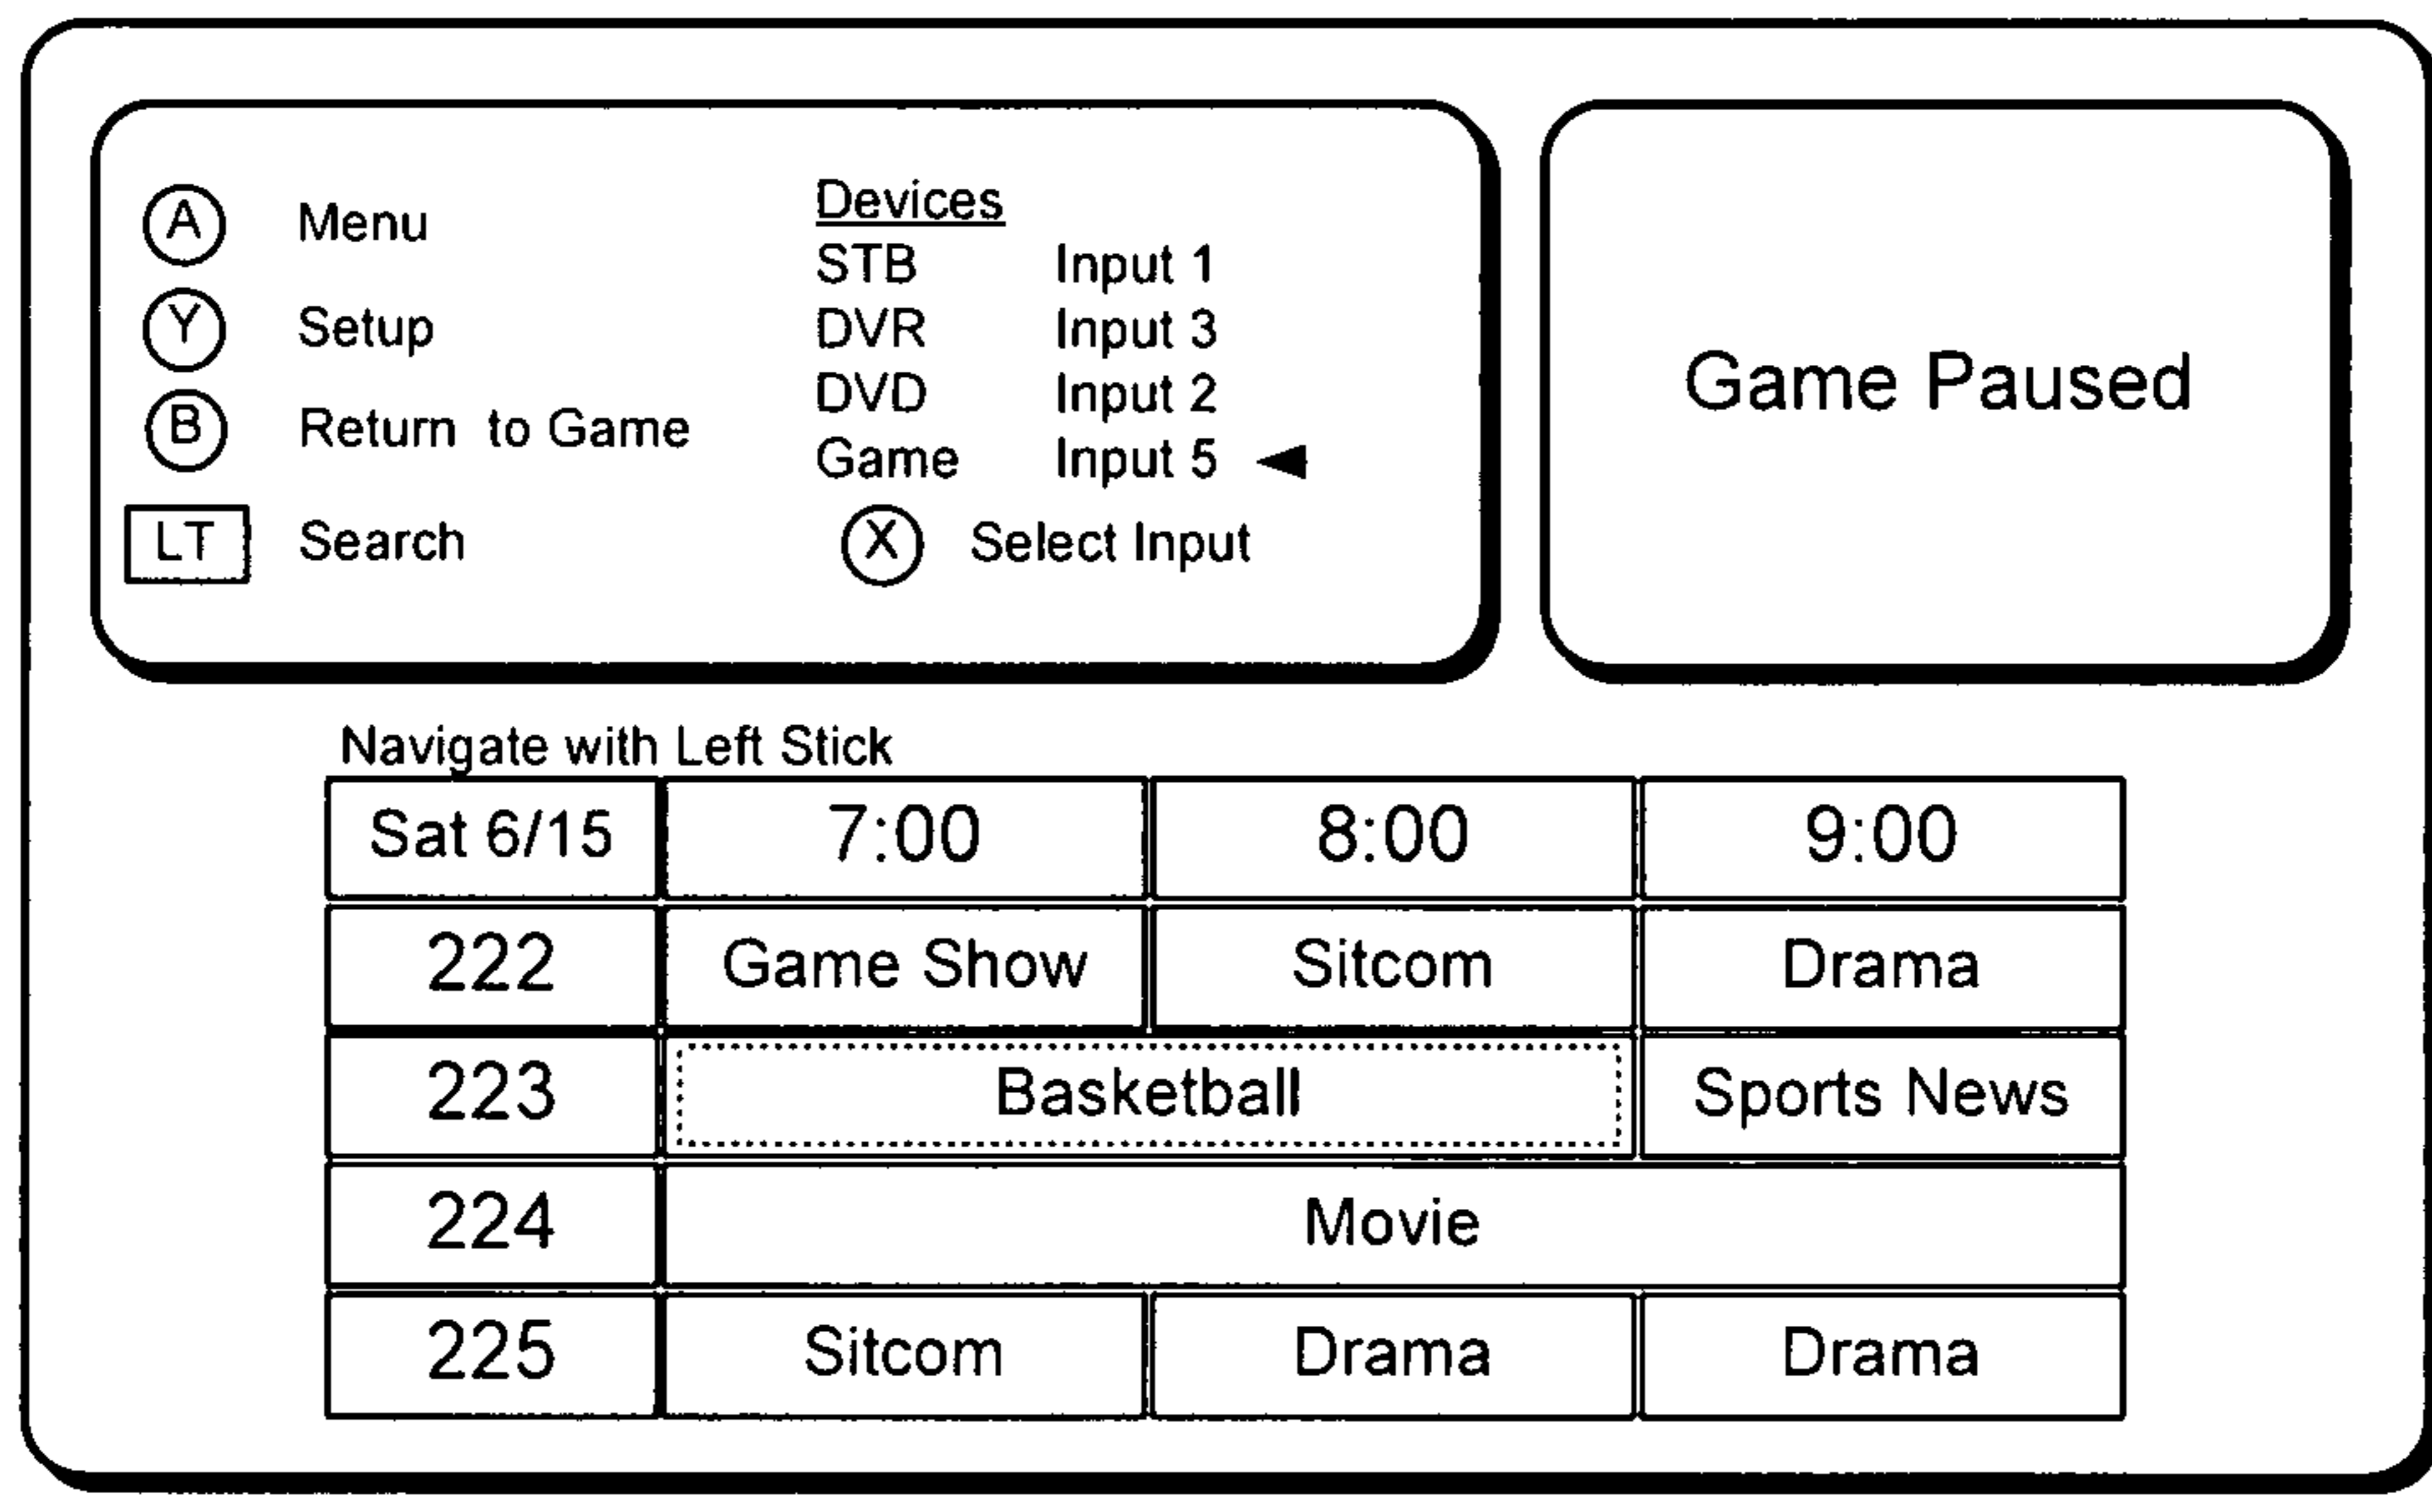 A Menu
Y Setup
B Return to Game
LT Search
Devices
STB Input 1
DVR Input 3
DVD Input 2
Game Input 5
X Select Input
Game Paused
Navigate with Left Stick
Sat 6/15 7:00 8:00 9:00
222 Game Show Sitcom Drama
223 Basketball Sports News
224 Movie
225 Sitcom Drama Drama